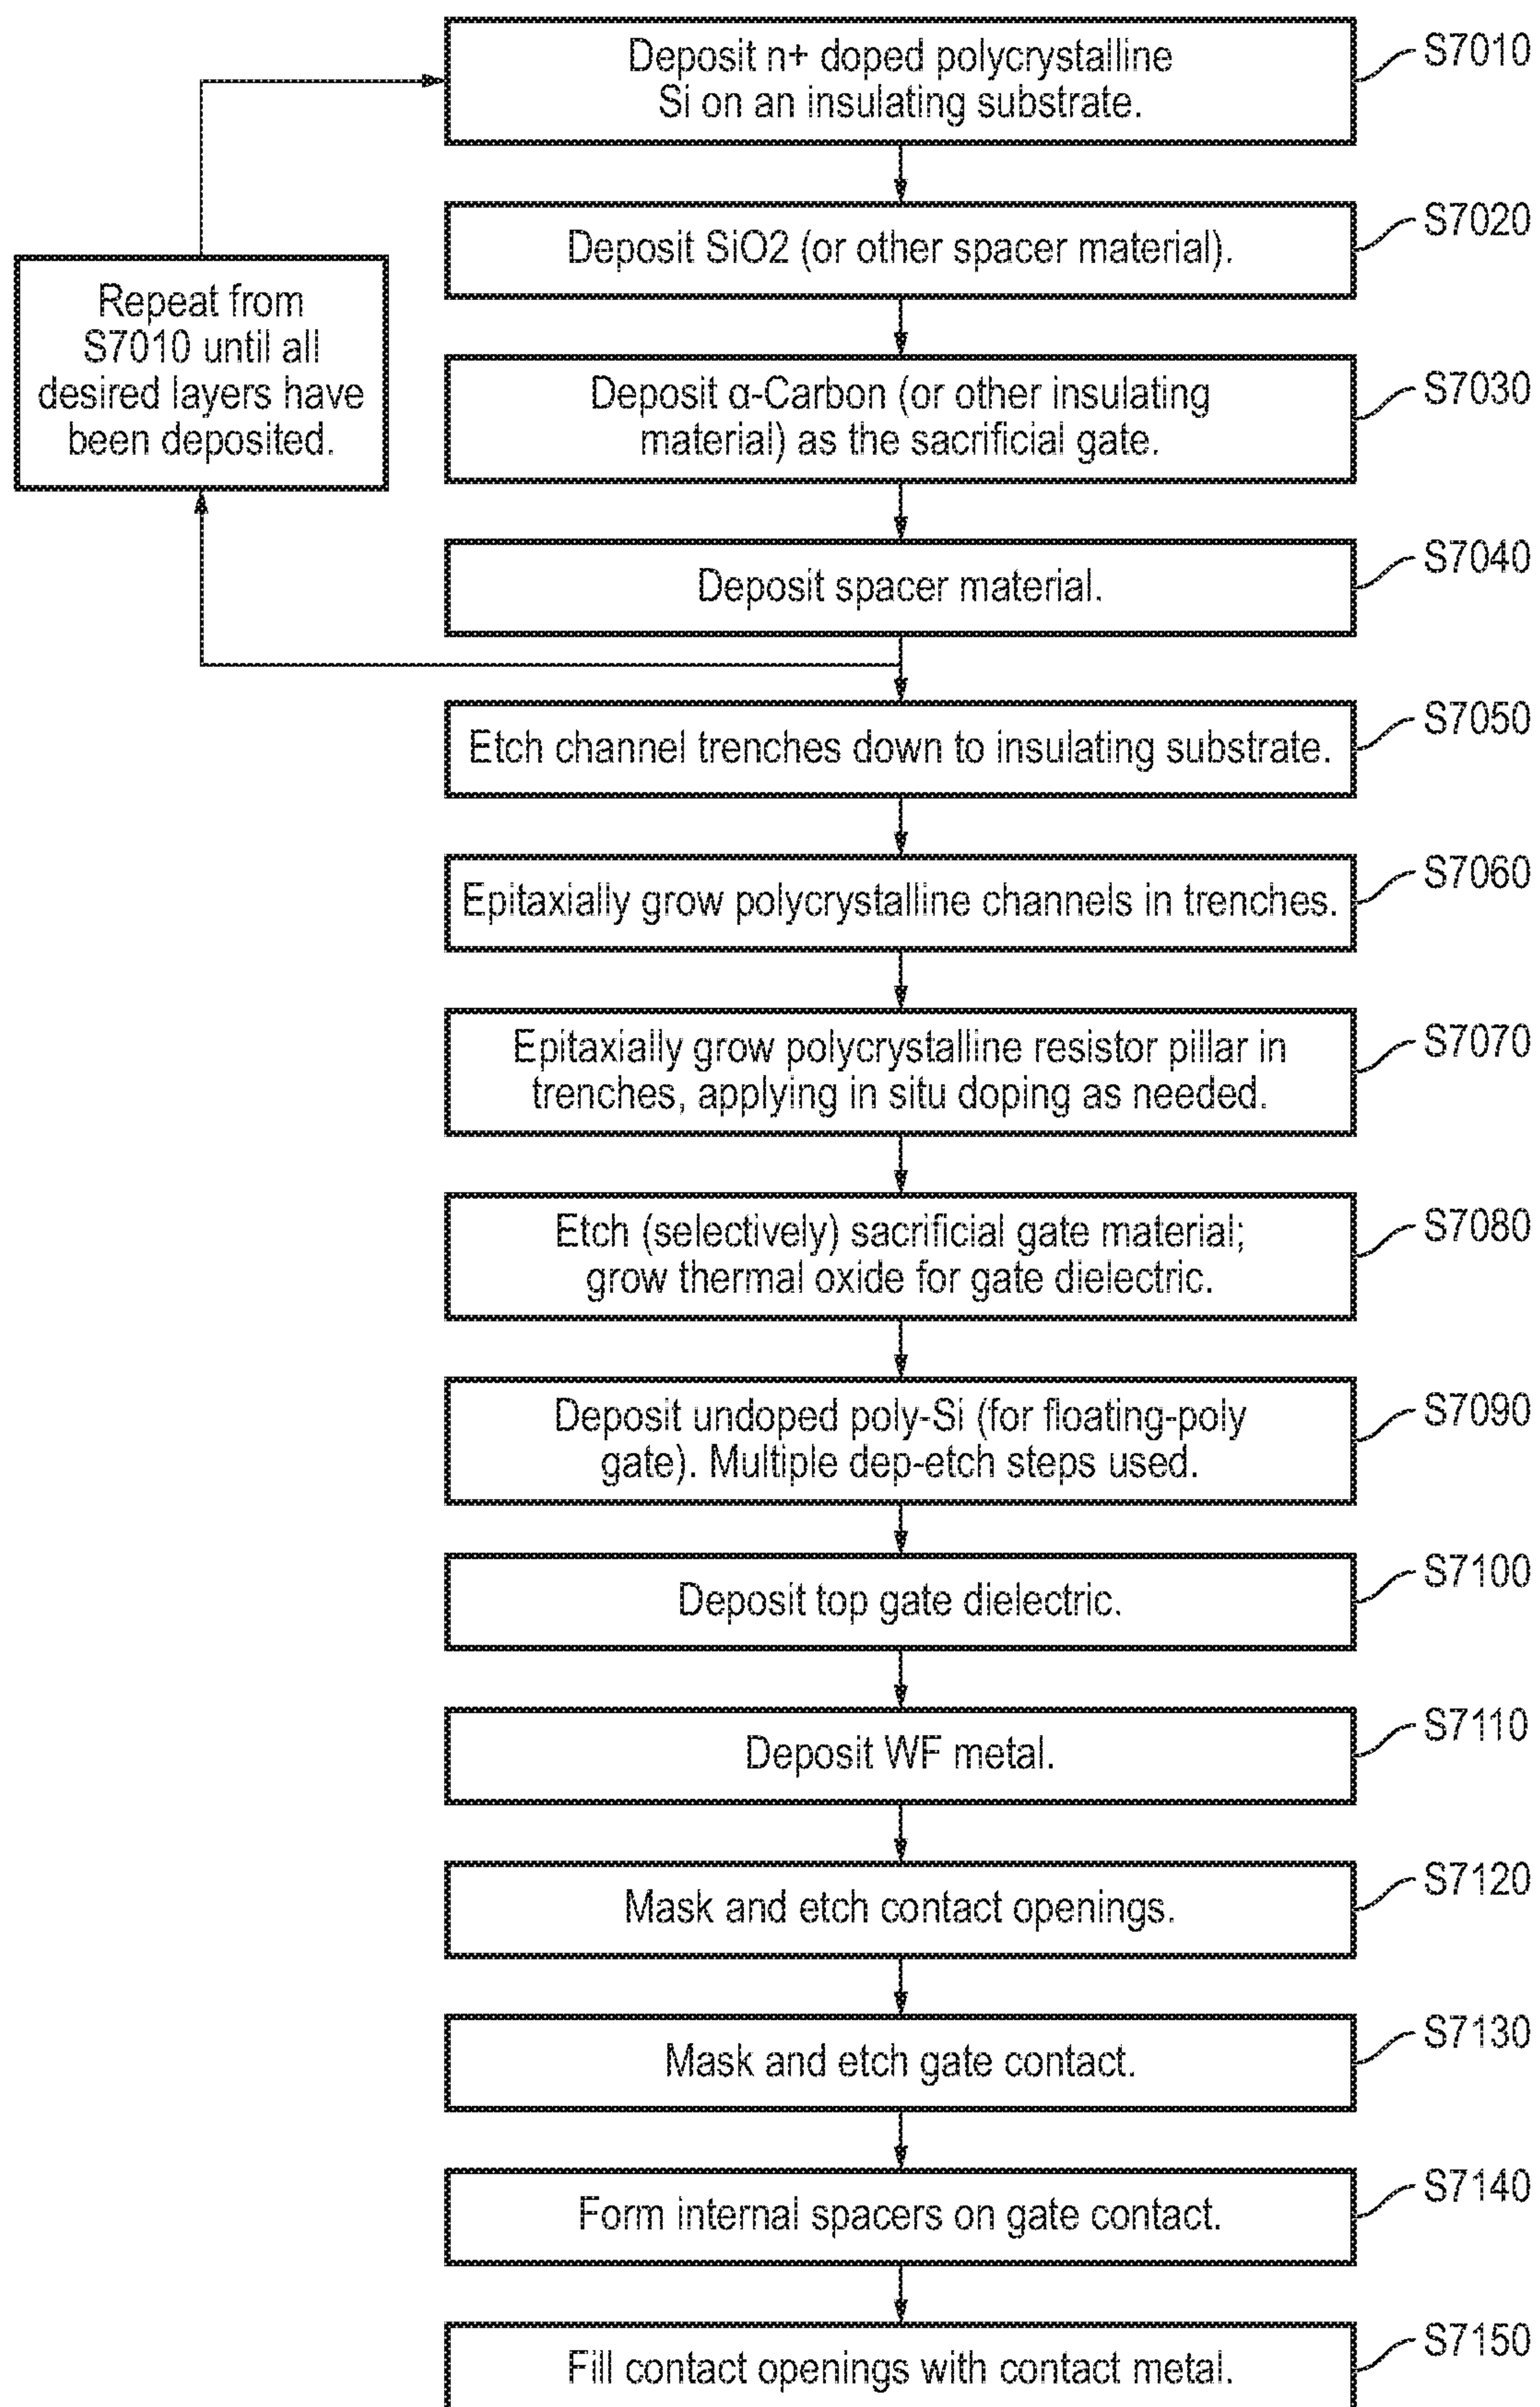 Deposit n+ doped polycrystalline
Si on an insulating substrate.
S7010
Deposit SiO2 (or other spacer material).
S7020
Repeat from
S7010 until all
desired layers have
been deposited.
Deposit α-Carbon (or other insulating
material) as the sacrificial gate.
S7030
Deposit spacer material.
S7040
Etch channel trenches down to insulating substrate.
S7050
Epitaxially grow polycrystalline channels in trenches.
S7060
Epitaxially grow polycrystalline resistor pillar in
trenches, applying in situ doping as needed.
S7070
Etch (selectively) sacrificial gate material;
grow thermal oxide for gate dielectric.
S7080
Deposit undoped poly-Si (for floating-poly
gate). Multiple dep-etch steps used.
S7090
Deposit top gate dielectric.
S7100
Deposit WF metal.
S7110
Mask and etch contact openings.
S7120
Mask and etch gate contact.
S7130
Form internal spacers on gate contact.
S7140
Fill contact openings with contact metal.
S7150